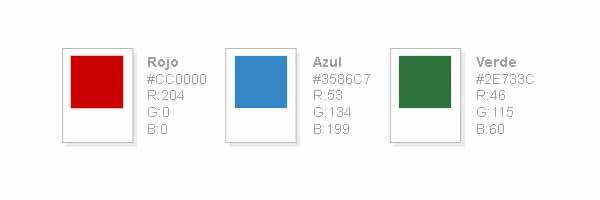 Rojo
#CC0000
R:204
G:0
B:0
Azul
#3586C7
R:53
G:134
B:199
Verde
#2E733C
R:46
G:115
B:60